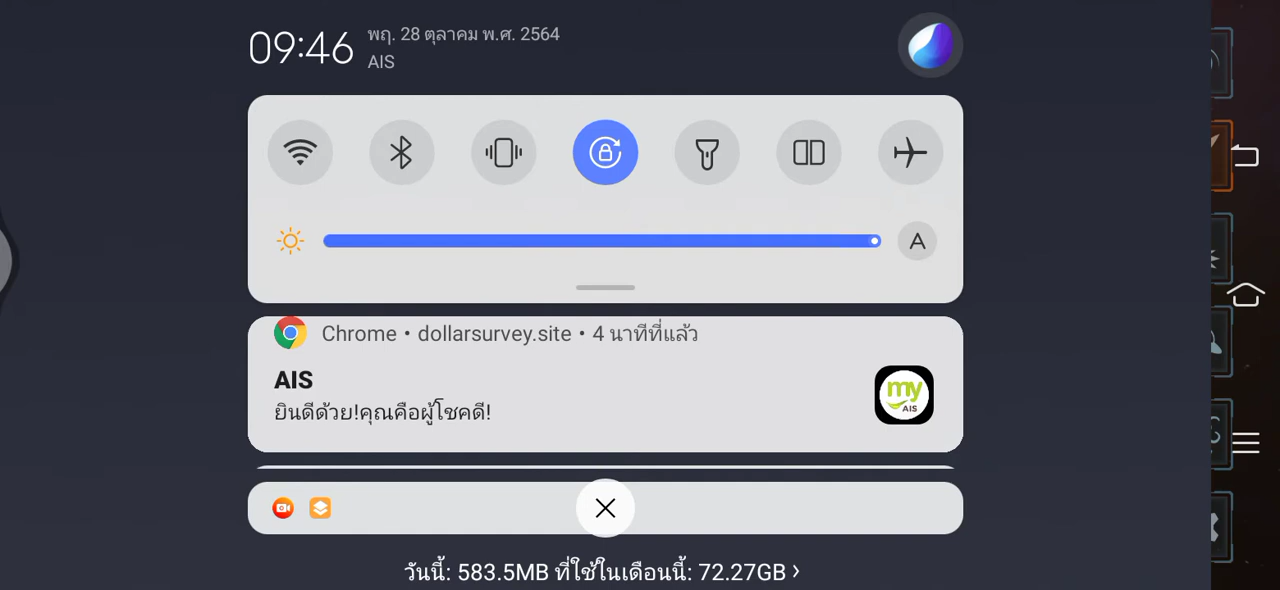 09:46
พฤ. 28 ตุลาคม พ.ศ. 2564
AIS
A
Chrome • dollarsurvey.site • 4 นาทีที่แล้ว
AIS
ยินดีด้วย!คุณคือผู้โชคดี!
my
AIS
วันนี้: 583.5MB ที่ใช้ในเดือนนี้: 72.27GB ›